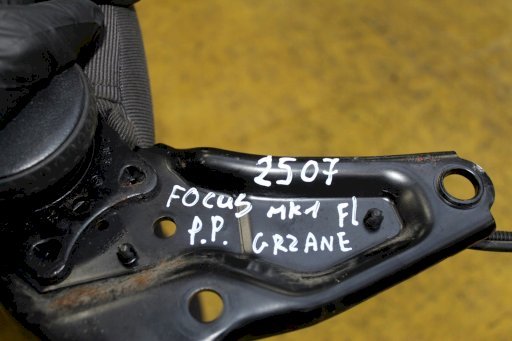 2507
FOCUS MK1 Fl
P.P. GRZANE